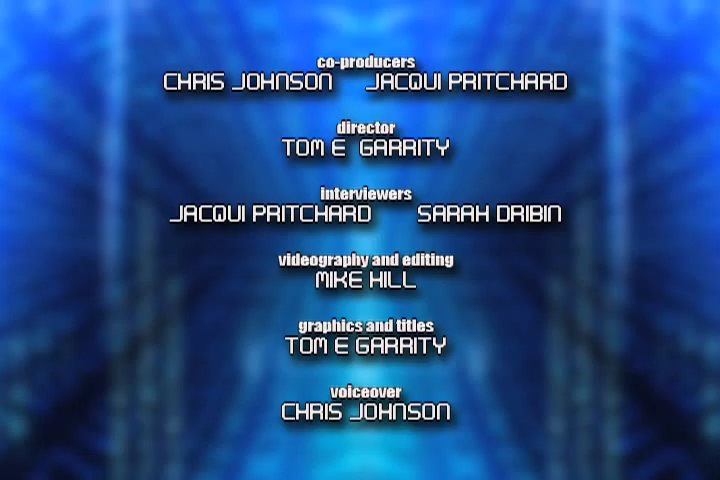 co-producers
CHRIS JOHNSON JACQUI PRITCHARD
director
TOM E GARRITY
interviewers
JACQUI PRITCHARD SARAH DRIBIN
videography and editing
MIKE HILL
graphics and titles
TOM E GARRITY
voiceover
CHRIS JOHNSON